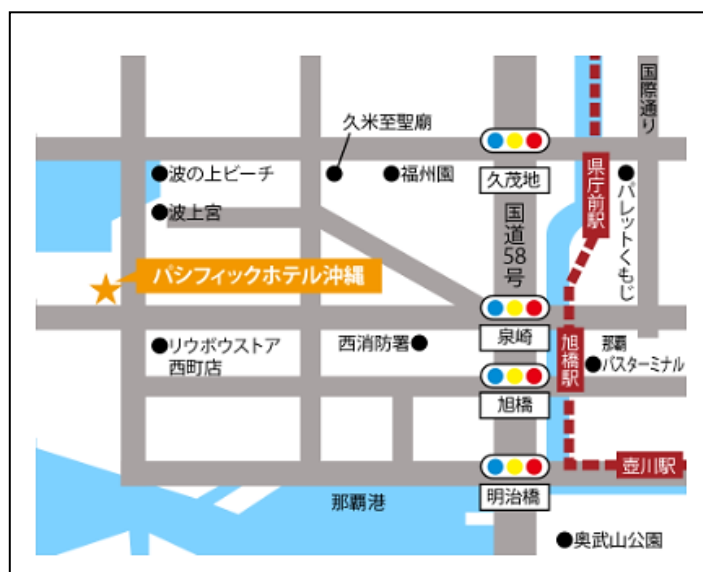 国際通り
久米至聖廟
波の上ビーチ
福州園
久茂地
県庁前駅
パレットくもじ
波上宮
国道58号
パシフィックホテル沖縄
泉崎
リウボウストア
西町店
西消防署
旭橋駅
那覇
バスターミナル
旭橋
壺川駅
那覇港
明治橋
奥武山公園